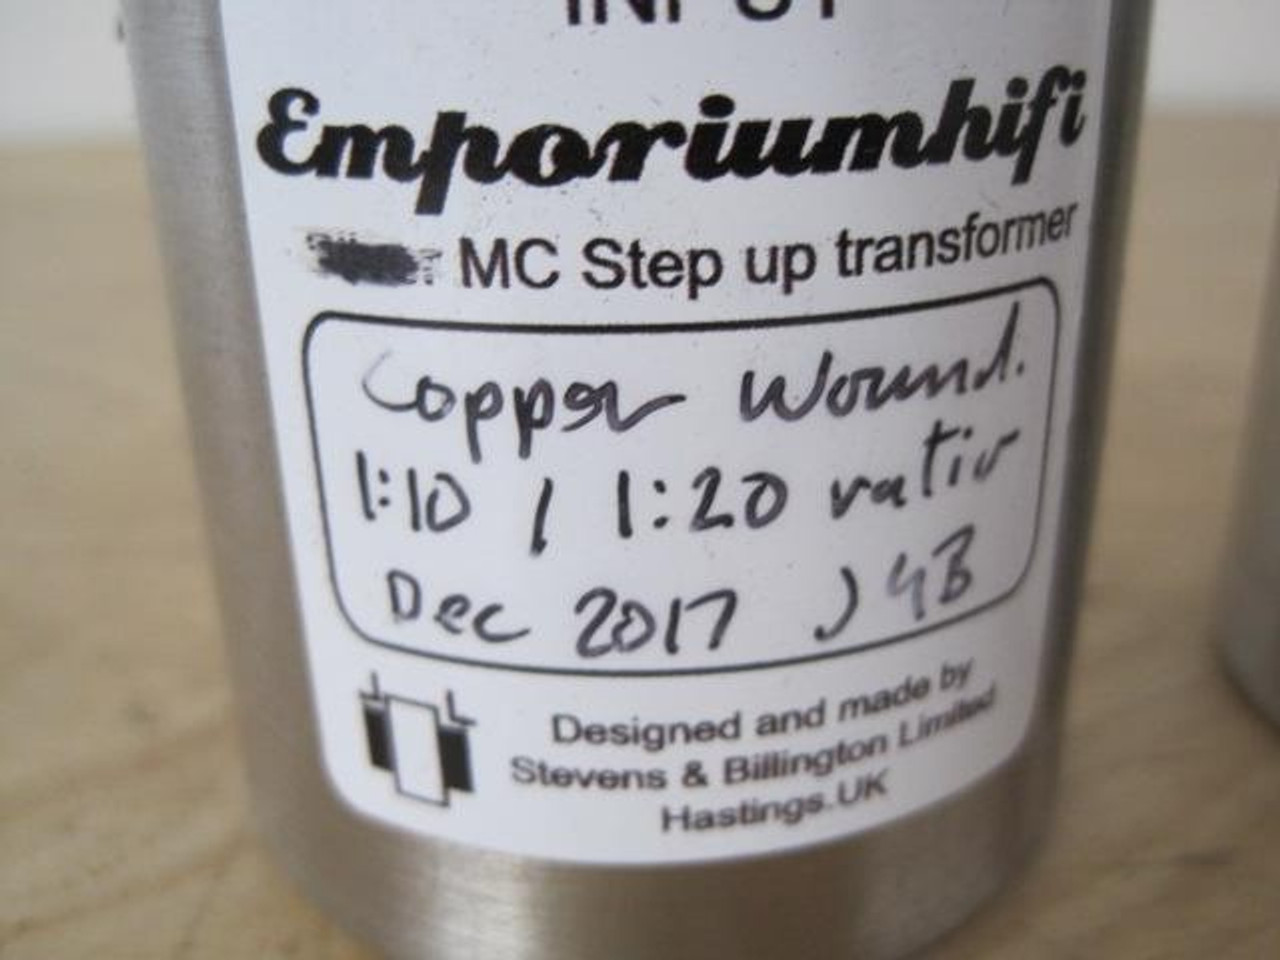 INPUT
Emporiumhifi
MC Step up transformer
Copper Wound.
1:10 / 1:20 ratio
Dec 2017
Designed and made by
Stevens & Billington Limited
Hastings.UK